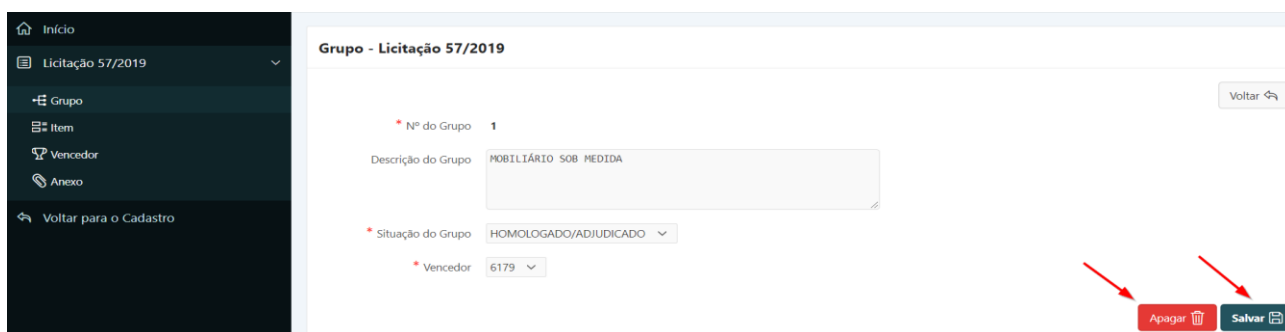 Início
Licitação 57/2019
Grupo
Item
Vencedor
Anexo
Voltar para o Cadastro
Grupo - Licitação 57/2019
Voltar
* Nº do Grupo 1
Descrição do Grupo MOBILIÁRIO SOB MEDIDA
* Situação do Grupo HOMOLOGADO/ADJUDICADO
* Vencedor 6179
Apagar Salvar